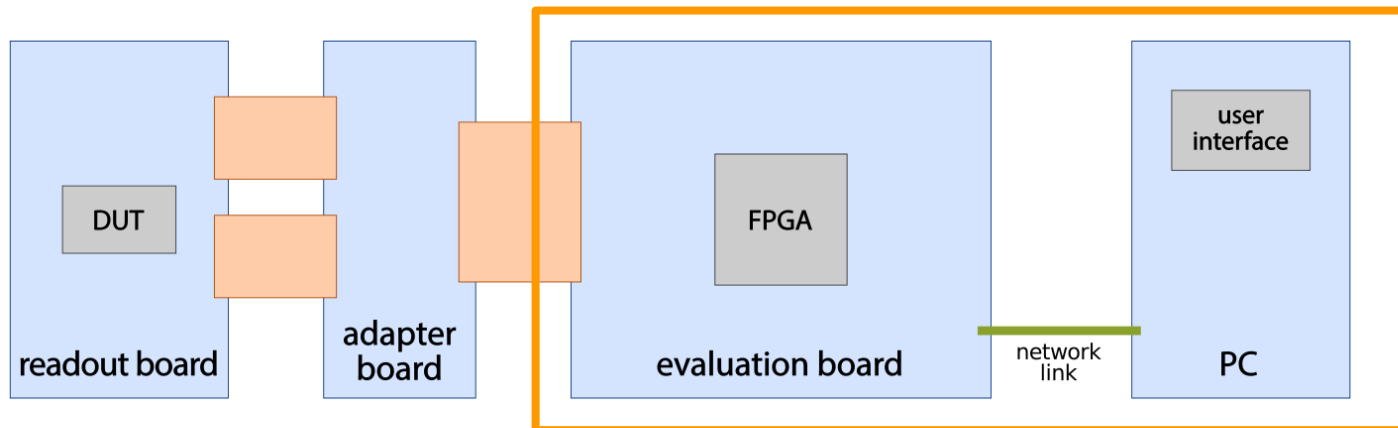 DUT
readout board
adapter
board
FPGA
evaluation board
network
link
user
interface
PC